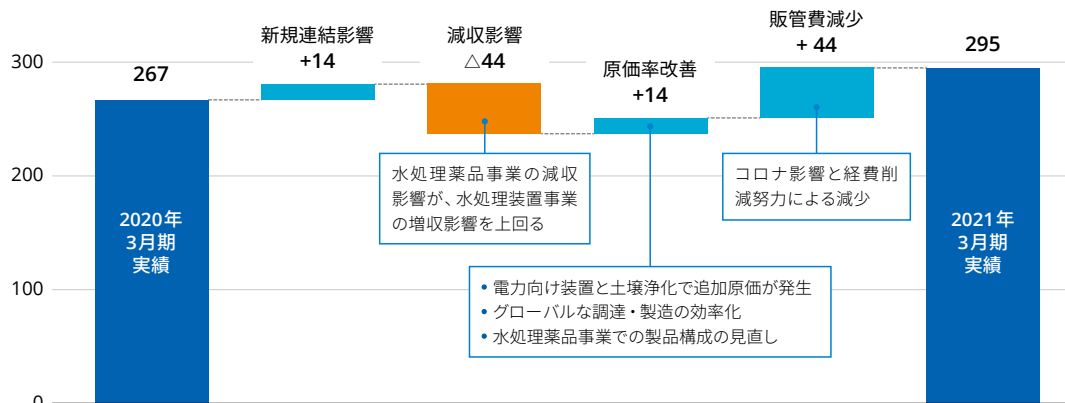 300
200
100
0
267
新規連結影響
+14
減収影響
△44
原価率改善
+14
販管費減少
+ 44
295
水処理薬品事業の減収
影響が、水処理装置事業
の増収影響を上回る
コロナ影響と経費削
減努力による減少
2020年
3月期
実績
2021年
3月期
実績
• 電力向け装置と土壌浄化で追加原価が発生
• グローバルな調達・製造の効率化
• 水処理薬品事業での製品構成の見直し